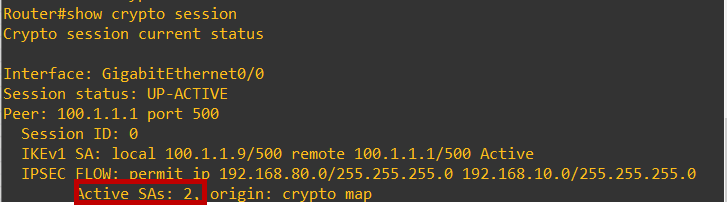 Router#show crypto session
Crypto session current status
Interface: GigabitEthernet0/0
Session status: UP-ACTIVE
Peer: 100.1.1.1 port 500
Session ID: 0
IKEv1 SA: local 100.1.1.9/500 remote 100.1.1.1/500 Active
IPSEC FLOW: permit ip 192.168.80.0/255.255.255.0 192.168.10.0/255.255.255.0
Active SAs: 2, origin: crypto map